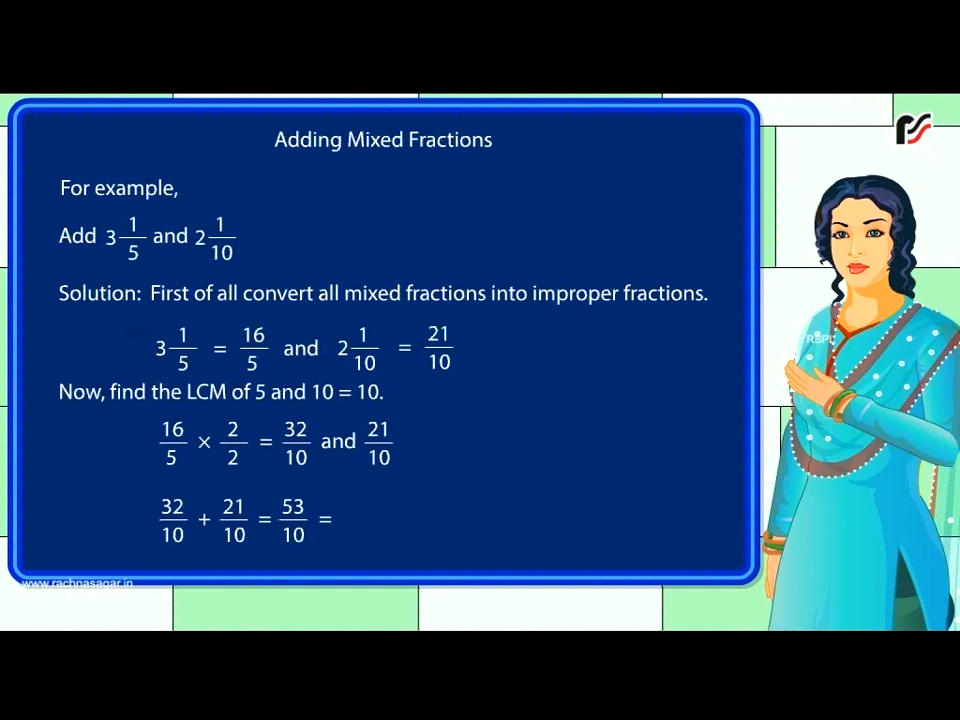 Adding Mixed Fractions
For example,
Add 3 1/5 and 2 1/10
Solution: First of all convert all mixed fractions into improper fractions.
3 1/5 = 16/5 and 2 1/10 = 21/10
Now, find the LCM of 5 and 10 = 10.
16/5 × 2/2 = 32/10 and 21/10
32/10 + 21/10 = 53/10 =
www.rachnasagar.in
RSPL